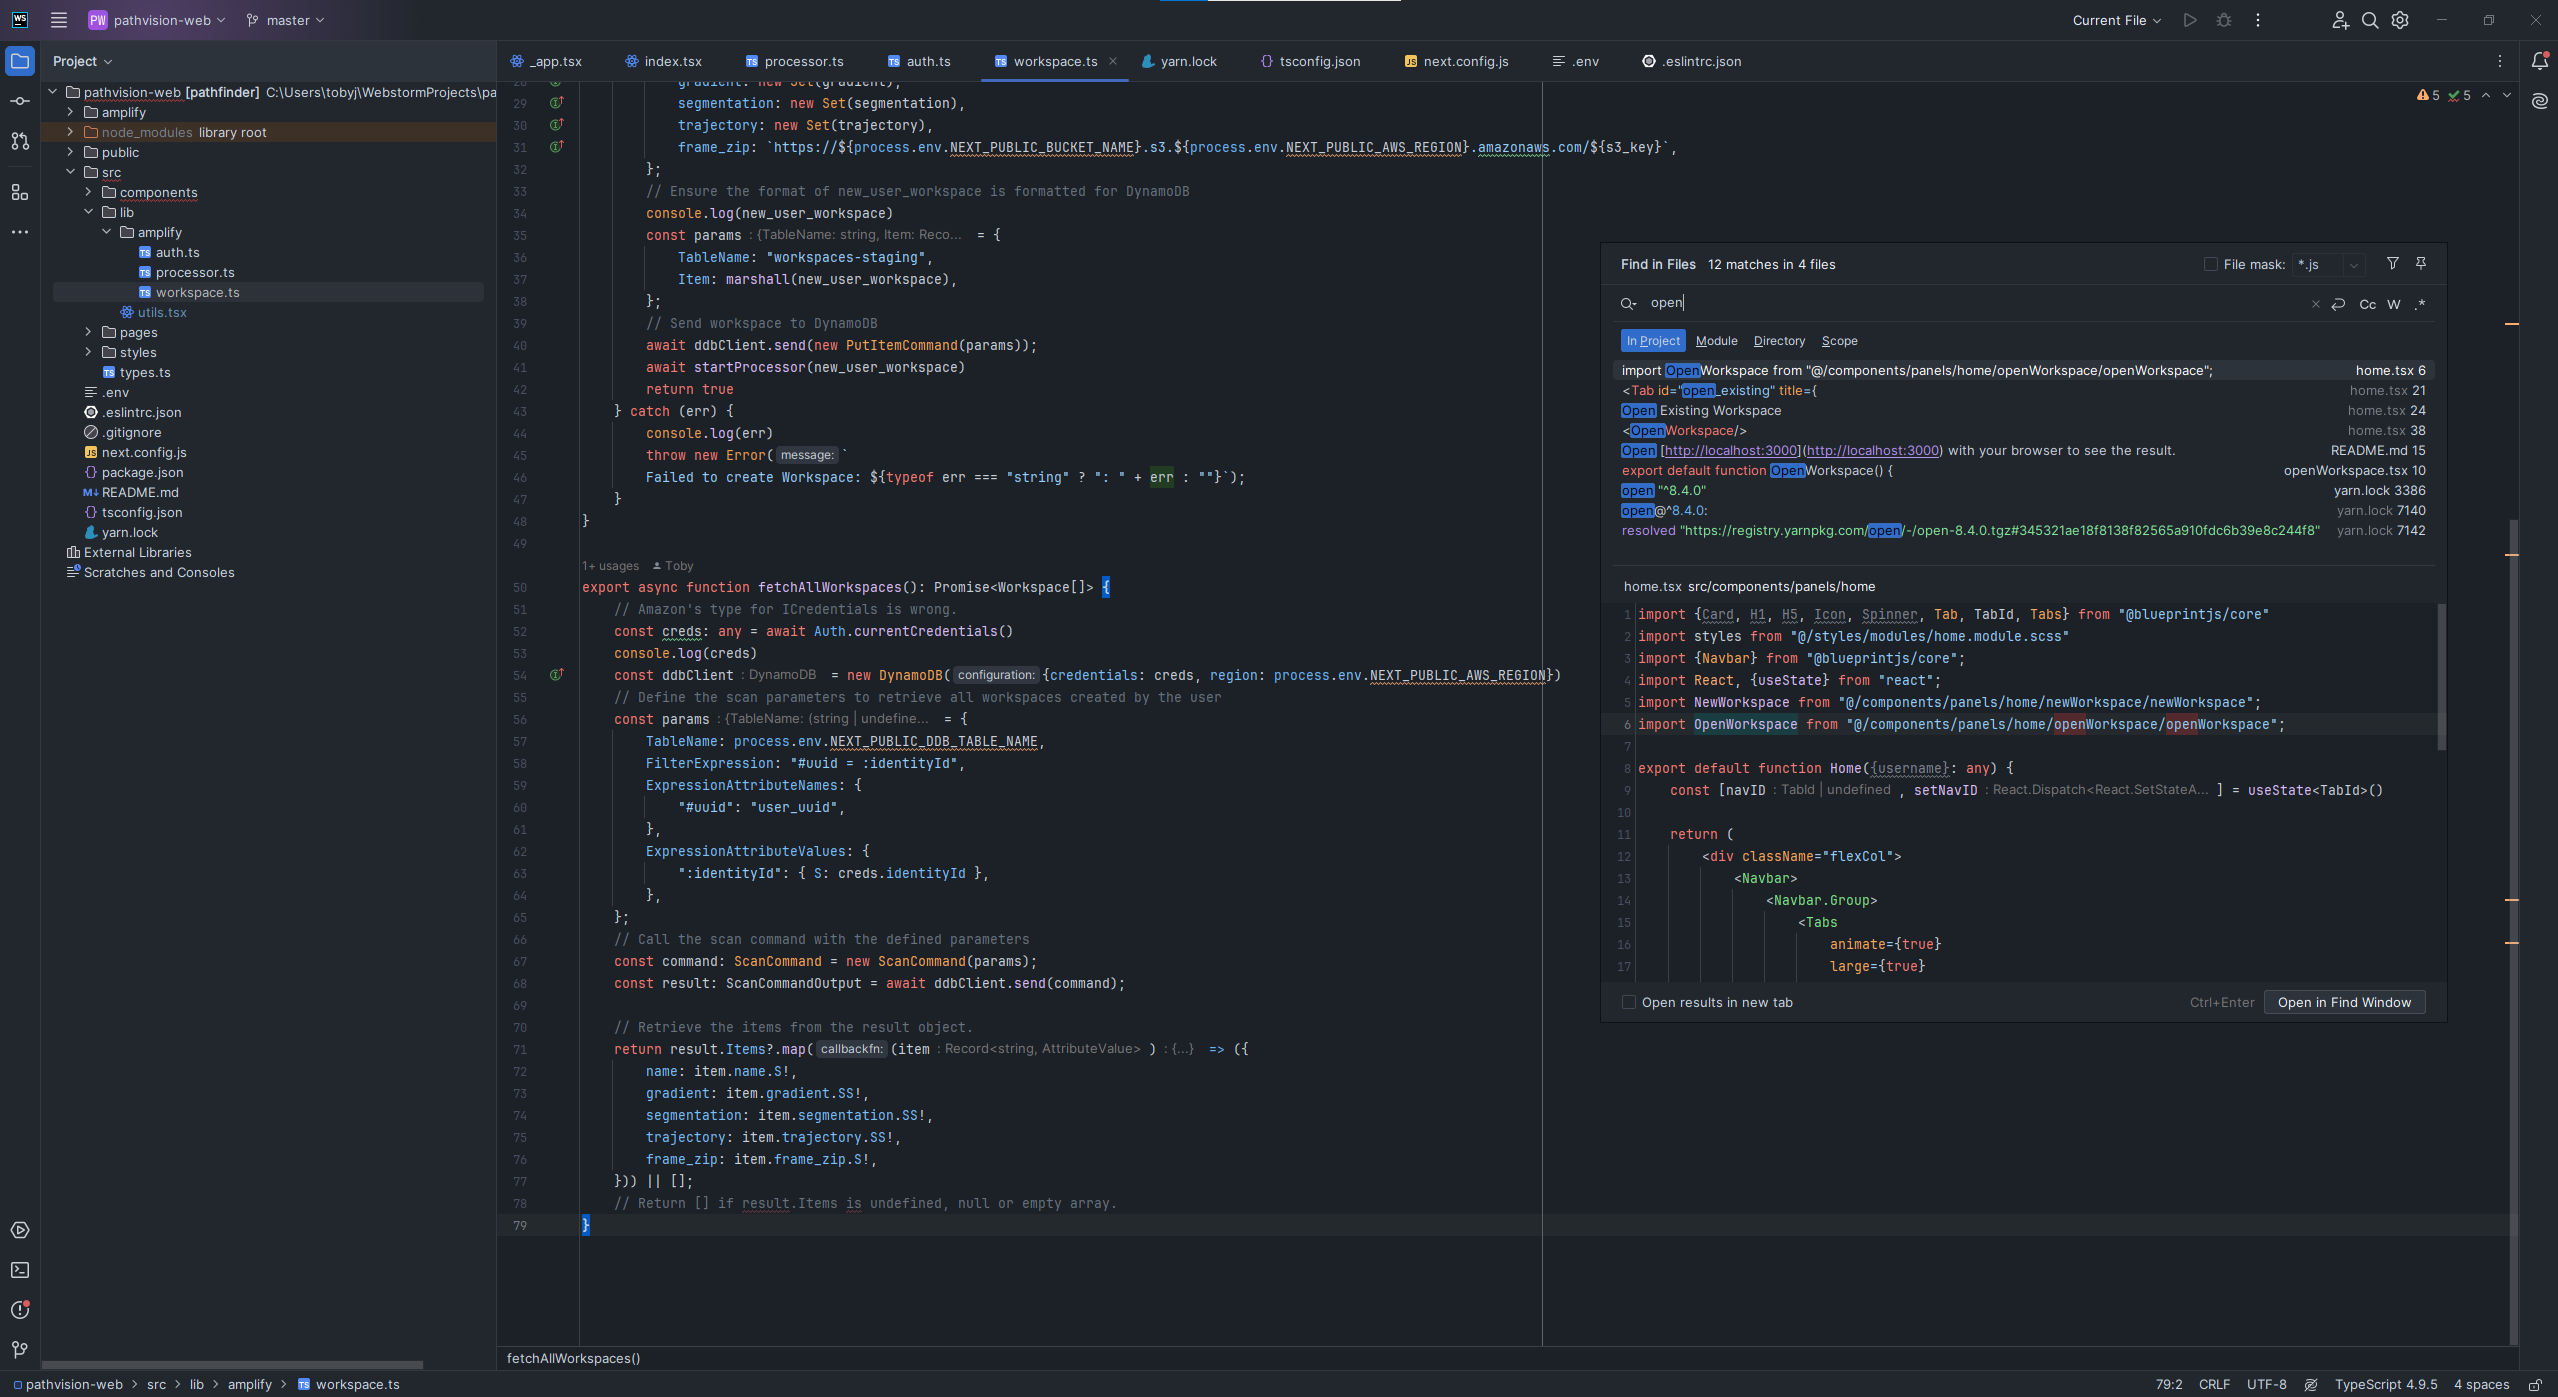 WS PW pathvision-web master Current File
Project
_app.tsx index.tsx processor.ts auth.ts workspace.ts yarn.lock tsconfig.json next.config.js .env .eslintrc.json
pathvision-web [pathfinder] C:\Users\tobyj\WebstormProjects\pa
amplify
node_modules library root
public
src
components
lib
amplify
auth.ts
processor.ts
workspace.ts
utils.tsx
pages
styles
types.ts
.env
.eslintrc.json
.gitignore
next.config.js
package.json
README.md
tsconfig.json
yarn.lock
External Libraries
Scratches and Consoles
5 5
28 gradient: new Set(gradient),
29 segmentation: new Set(segmentation),
30 trajectory: new Set(trajectory),
31 frame_zip: `https://${process.env.NEXT_PUBLIC_BUCKET_NAME}.s3.${process.env.NEXT_PUBLIC_AWS_REGION}.amazonaws.com/${s3_key}`,
32 };
33 // Ensure the format of new_user_workspace is formatted for DynamoDB
34 console.log(new_user_workspace)
35 const params : {TableName: string, Item: Reco... = {
36 TableName: "workspaces-staging",
37 Item: marshall(new_user_workspace),
38 };
39 // Send workspace to DynamoDB
40 await ddbClient.send(new PutItemCommand(params));
41 await startProcessor(new_user_workspace)
42 return true
43 } catch (err) {
44 console.log(err)
45 throw new Error( message: `
46 Failed to create Workspace: ${typeof err === "string" ? ": " + err : ""}`);
47 }
48 }
49
1+ usages Toby
50 export async function fetchAllWorkspaces(): Promise<Workspace[]> {
51 // Amazon's type for ICredentials is wrong.
52 const creds: any = await Auth.currentCredentials()
53 console.log(creds)
54 const ddbClient : DynamoDB = new DynamoDB( configuration: {credentials: creds, region: process.env.NEXT_PUBLIC_AWS_REGION})
55 // Define the scan parameters to retrieve all workspaces created by the user
56 const params : {TableName: (string | undefine... = {
57 TableName: process.env.NEXT_PUBLIC_DDB_TABLE_NAME,
58 FilterExpression: "#uuid = :identityId",
59 ExpressionAttributeNames: {
60 "#uuid": "user_uuid",
61 },
62 ExpressionAttributeValues: {
63 ":identityId": { S: creds.identityId },
64 },
65 };
66 // Call the scan command with the defined parameters
67 const command: ScanCommand = new ScanCommand(params);
68 const result: ScanCommandOutput = await ddbClient.send(command);
69
70 // Retrieve the items from the result object.
71 return result.Items?.map( callbackfn: (item : Record<string, AttributeValue> ) : {...} => ({
72 name: item.name.S!,
73 gradient: item.gradient.SS!,
74 segmentation: item.segmentation.SS!,
75 trajectory: item.trajectory.SS!,
76 frame_zip: item.frame_zip.S!,
77 })) || [];
78 // Return [] if result.Items is undefined, null or empty array.
79 }
Find in Files 12 matches in 4 files File mask: *.js
open Cc W .*
In Project Module Directory Scope
import OpenWorkspace from "@/components/panels/home/openWorkspace/openWorkspace"; home.tsx 6
<Tab id="open_existing" title={ home.tsx 21
Open Existing Workspace home.tsx 24
<OpenWorkspace/> home.tsx 38
Open [http://localhost:3000](http://localhost:3000) with your browser to see the result. README.md 15
export default function OpenWorkspace() { openWorkspace.tsx 10
open "^8.4.0" yarn.lock 3386
open@^8.4.0: yarn.lock 7140
resolved "https://registry.yarnpkg.com/open/-/open-8.4.0.tgz#345321ae18f8138f82565a910fdc6b39e8c244f8" yarn.lock 7142
home.tsx src/components/panels/home
1 import {Card, H1, H5, Icon, Spinner, Tab, TabId, Tabs} from "@blueprintjs/core"
2 import styles from "@/styles/modules/home.module.scss"
3 import {Navbar} from "@blueprintjs/core";
4 import React, {useState} from "react";
5 import NewWorkspace from "@/components/panels/home/newWorkspace/newWorkspace";
6 import OpenWorkspace from "@/components/panels/home/openWorkspace/openWorkspace";
7
8 export default function Home({username}: any) {
9 const [navID : TabId | undefined , setNavID : React.Dispatch<React.SetStateA... ] = useState<TabId>()
10
11 return (
12 <div className="flexCol">
13 <Navbar>
14 <Navbar.Group>
15 <Tabs
16 animate={true}
17 large={true}
Open results in new tab Ctrl+Enter Open in Find Window
fetchAllWorkspaces()
pathvision-web > src > lib > amplify > workspace.ts 79:2 CRLF UTF-8 TypeScript 4.9.5 4 spaces